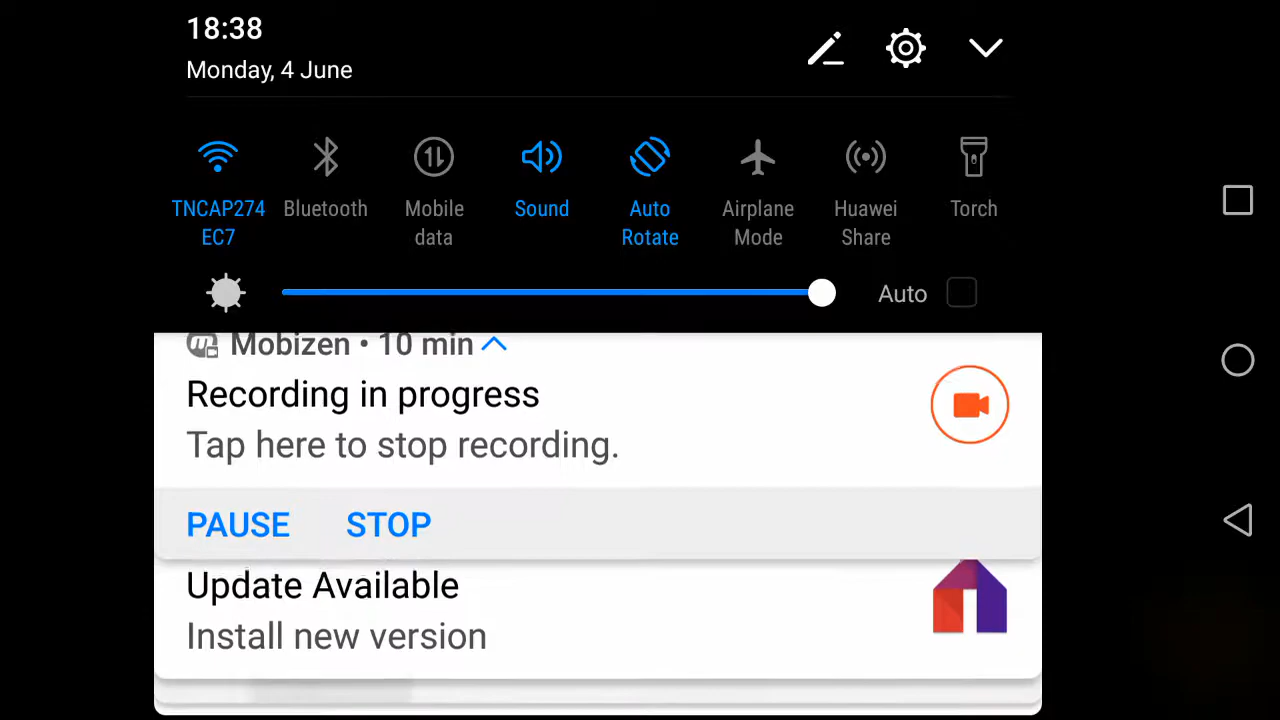 18:38
Monday, 4 June
TNCAP274
EC7
Bluetooth
Mobile
data
Sound
Auto
Rotate
Airplane
Mode
Huawei
Share
Torch
Auto
Mobizen • 10 min
Recording in progress
Tap here to stop recording.
PAUSE STOP
Update Available
Install new version